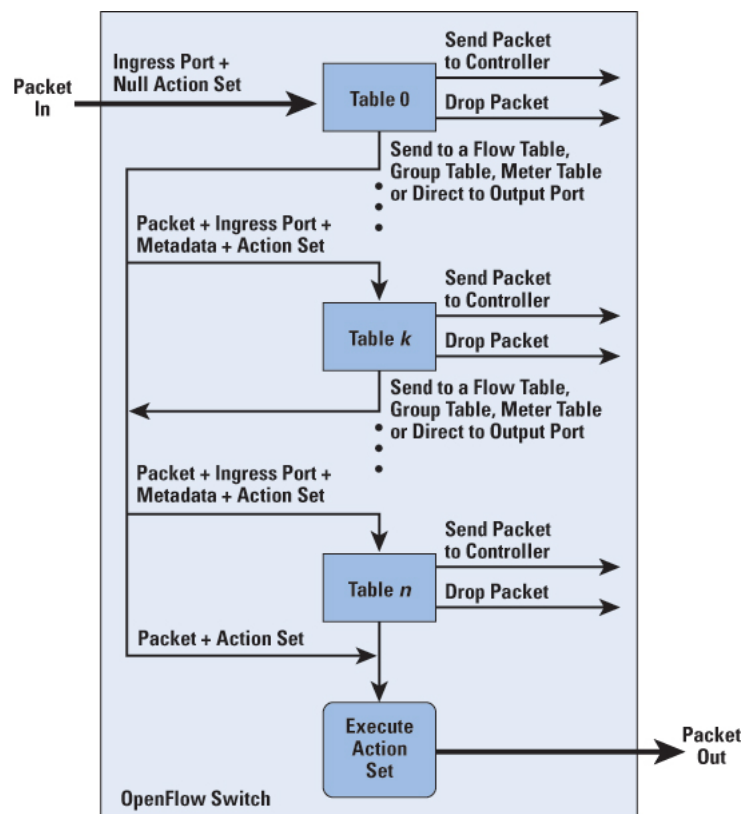 Packet
In
Ingress Port +
Null Action Set
Table 0
Send Packet
to Controller
Drop Packet
Send to a Flow Table,
Group Table, Meter Table
or Direct to Output Port
Packet + Ingress Port +
Metadata + Action Set
Table k
Send Packet
to Controller
Drop Packet
Send to a Flow Table,
Group Table, Meter Table
or Direct to Output Port
Packet + Ingress Port +
Metadata + Action Set
Table n
Send Packet
to Controller
Drop Packet
Packet + Action Set
Execute
Action
Set
Packet
Out
OpenFlow Switch